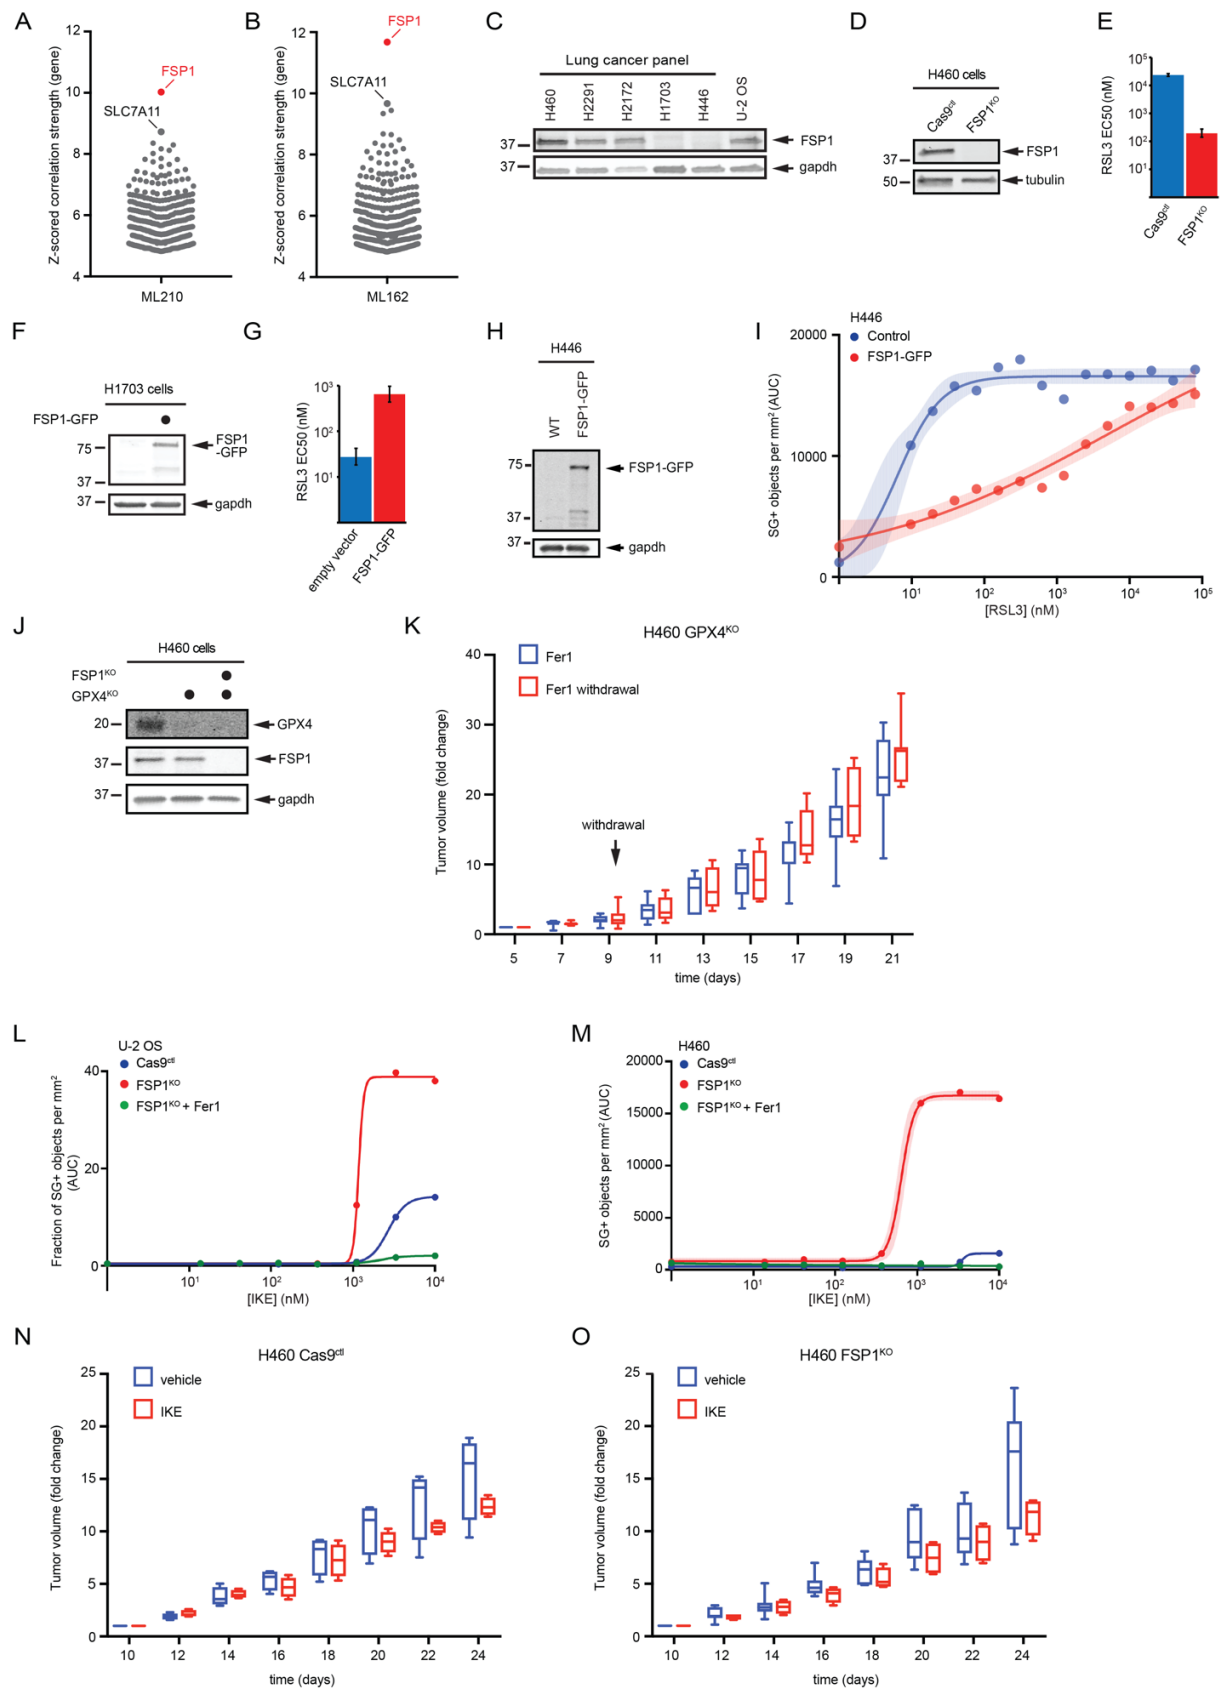 A
Z-scored correlation strength (gene)
12
10
8
6
4
FSP1
SLC7A11
ML210
B
Z-scored correlation strength (gene)
12
10
8
6
4
FSP1
SLC7A11
ML162
C
Lung cancer panel
H460
H2291
H2172
H1703
H446
U-2 OS
37
FSP1
37
gapdh
D
H460 cells
Cas9ctl
FSP1KO
37
FSP1
50
tubulin
E
RSL3 EC50 (nM)
10⁵
10³
10²
10¹
Cas9ctl
FSP1KO
F
H1703 cells
FSP1-GFP
75
FSP1
-GFP
37
37
gapdh
G
RSL3 EC50 (nM)
10³
10²
10¹
empty vector
FSP1-GFP
H
H446
WT
FSP1-GFP
75
FSP1-GFP
37
37
gapdh
I
H446
Control
FSP1-GFP
SG+ objects per mm² (AUC)
20000
10000
0
10¹ 10² 10³ 10⁴ 10⁵
[RSL3] (nM)
J
H460 cells
FSP1KO
GPX4KO
20
GPX4
37
FSP1
37
gapdh
K
H460 GPX4KO
Fer1
Fer1 withdrawal
Tumor volume (fold change)
40
30
20
10
0
withdrawal
5 7 9 11 13 15 17 19 21
time (days)
L
U-2 OS
Cas9ctl
FSP1KO
FSP1KO + Fer1
Fraction of SG+ objects per mm²
(AUC)
40
20
0
10¹ 10² 10³ 10⁴
[IKE] (nM)
M
H460
Cas9ctl
FSP1KO
FSP1KO + Fer1
SG+ objects per mm² (AUC)
20000
15000
10000
5000
0
10¹ 10² 10³ 10⁴
[IKE] (nM)
N
H460 Cas9ctl
vehicle
IKE
Tumor volume (fold change)
25
20
15
10
5
0
10 12 14 16 18 20 22 24
time (days)
O
H460 FSP1KO
vehicle
IKE
Tumor volume (fold change)
25
20
15
10
5
0
10 12 14 16 18 20 22 24
time (days)